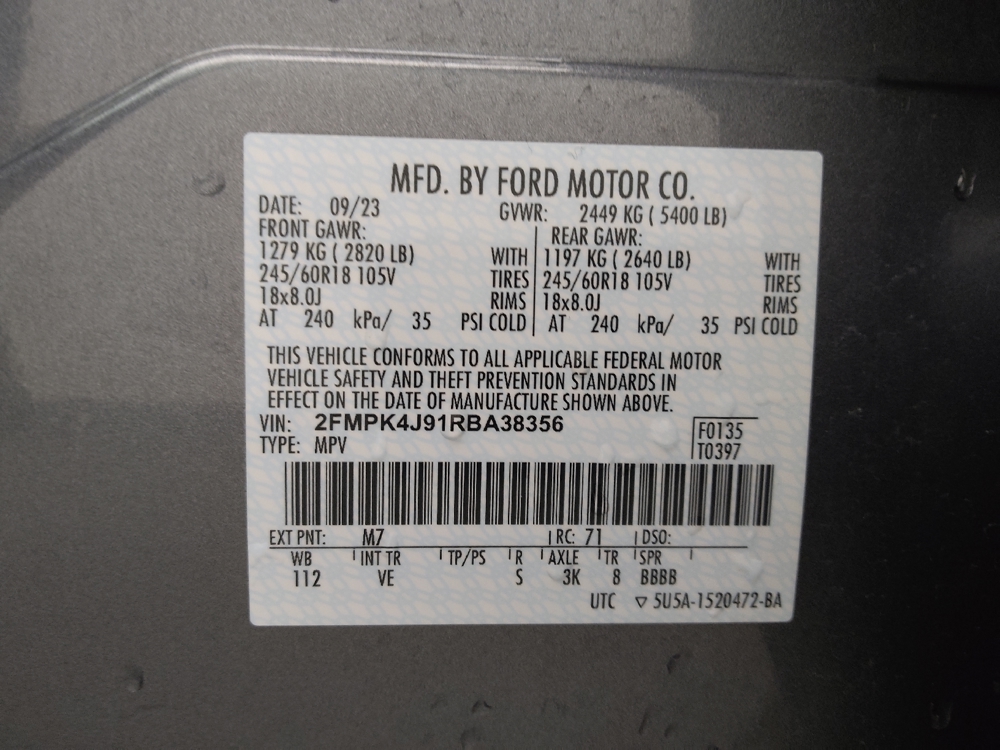 MFD. BY FORD MOTOR CO.
DATE: 09/23 GVWR: 2449 KG ( 5400 LB)
FRONT GAWR: REAR GAWR:
1279 KG ( 2820 LB) WITH 1197 KG ( 2640 LB) WITH
245/60R18 105V TIRES 245/60R18 105V TIRES
18x8.0J RIMS 18x8.0J RIMS
AT 240 kPa/ 35 PSI COLD AT 240 kPa/ 35 PSI COLD
THIS VEHICLE CONFORMS TO ALL APPLICABLE FEDERAL MOTOR
VEHICLE SAFETY AND THEFT PREVENTION STANDARDS IN
EFFECT ON THE DATE OF MANUFACTURE SHOWN ABOVE.
VIN: 2FMPK4J91RBA38356 F0135
TYPE: MPV T0397
EXT PNT: M7 RC: 71 DSO:
WB INT TR TP/PS R AXLE TR SPR
112 VE S 3K 8 BBBB
UTC ▽ 5U5A-1520472-BA